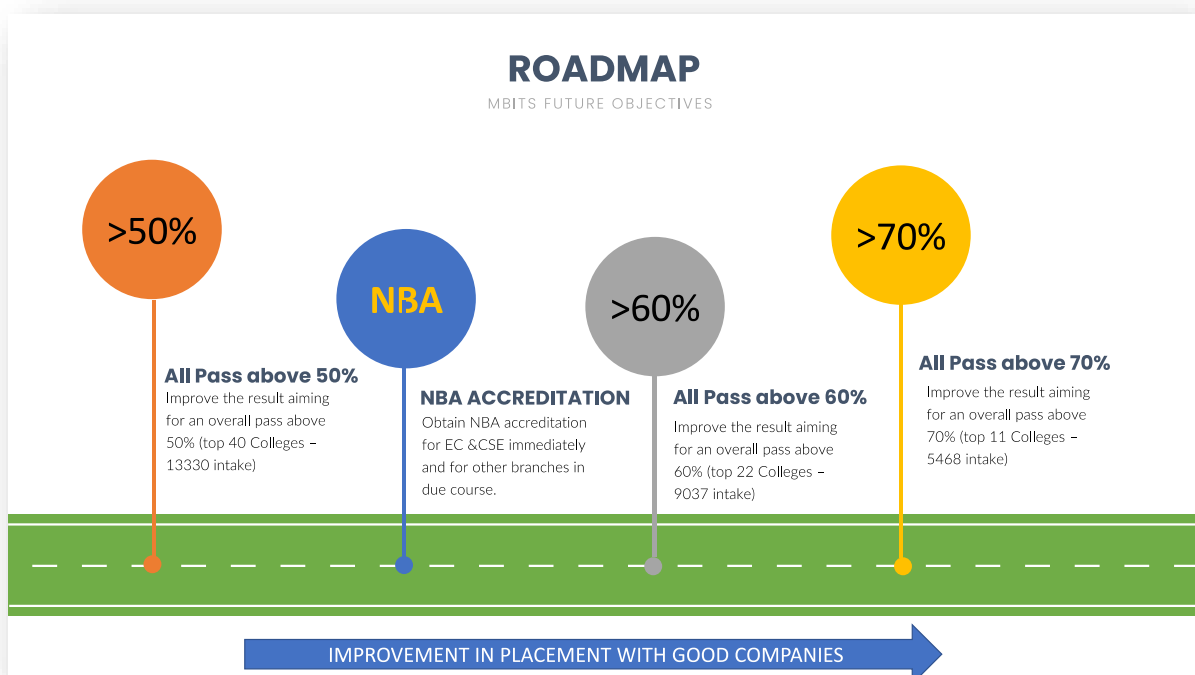 ROADMAP
MBITS FUTURE OBJECTIVES
>50%
All Pass above 50%
Improve the result aiming
for an overall pass above
50% (top 40 Colleges –
13330 intake)
NBA
NBA ACCREDITATION
Obtain NBA accreditation
for EC &CSE immediately
and for other branches in
due course.
>60%
All Pass above 60%
Improve the result aiming
for an overall pass above
60% (top 22 Colleges –
9037 intake)
>70%
All Pass above 70%
Improve the result aiming
for an overall pass above
70% (top 11 Colleges –
5468 intake)
IMPROVEMENT IN PLACEMENT WITH GOOD COMPANIES